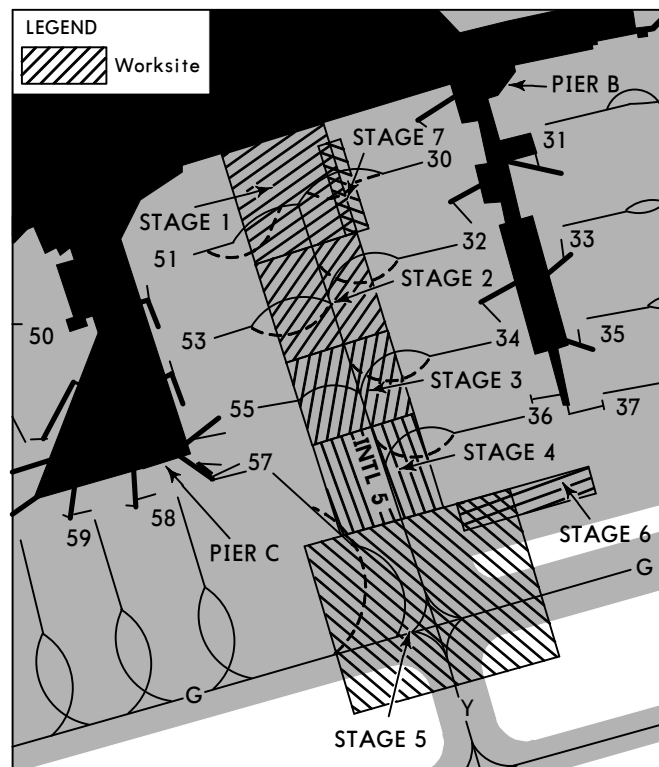 LEGEND
Worksite
PIER B
STAGE 7
31
30
STAGE 1
51
32
33
STAGE 2
50
53
34
35
STAGE 3
55
36
37
INTL 5
STAGE 4
57
58
59
PIER C
STAGE 6
G
G
Y
STAGE 5